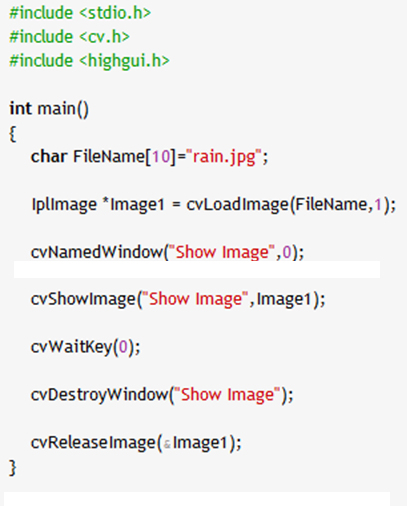 #include <stdio.h>
#include <cv.h>
#include <highgui.h>
int main()
{
char FileName[10]="rain.jpg";
IplImage *Image1 = cvLoadImage(FileName,1);
cvNamedWindow("Show Image",0);
cvShowImage("Show Image",Image1);
cvWaitKey(0);
cvDestroyWindow("Show Image");
cvReleaseImage(&Image1);
}